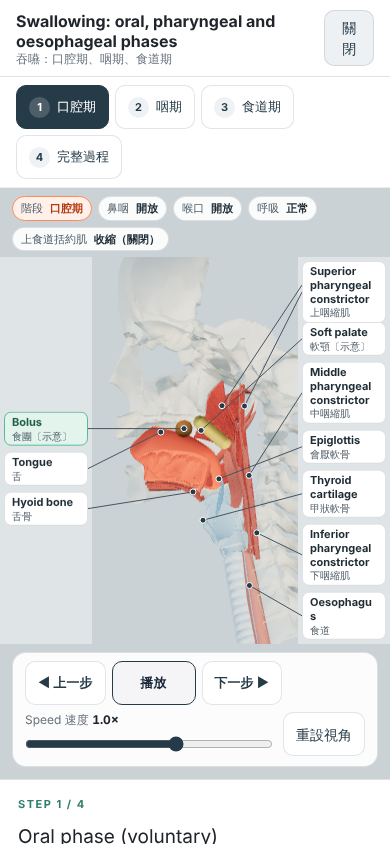 Swallowing: oral, pharyngeal and
oesophageal phases
吞嚥：口腔期、咽期、食道期
關
閉
1 口腔期
2 咽期
3 食道期
4 完整過程
階段 口腔期
鼻咽 開放
喉口 開放
呼吸 正常
上食道括約肌 收縮（關閉）
Superior
pharyngeal
constrictor
上咽縮肌
Soft palate
軟顎〔示意〕
Middle
pharyngeal
constrictor
中咽縮肌
Bolus
食團〔示意〕
Epiglottis
會厭軟骨
Tongue
舌
Thyroid
cartilage
甲狀軟骨
Hyoid bone
舌骨
Inferior
pharyngeal
constrictor
下咽縮肌
Oesophagu
s
食道
◀ 上一步
播放
下一步 ▶
Speed 速度 1.0×
重設視角
STEP 1 / 4
Oral phase (voluntary)